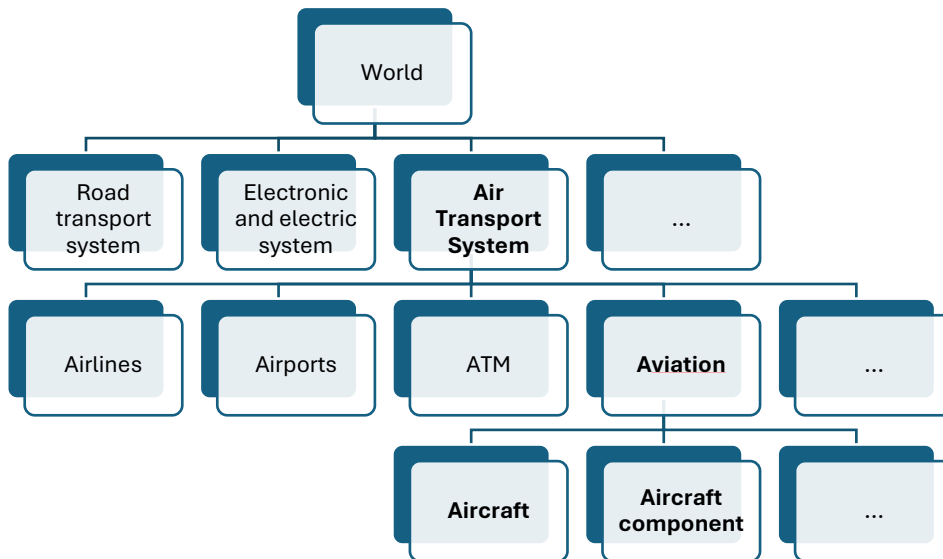 World
Road
transport
system
Electronic
and electric
system
Air
Transport
System
...
Airlines
Airports
ATM
Aviation
...
Aircraft
Aircraft
component
...